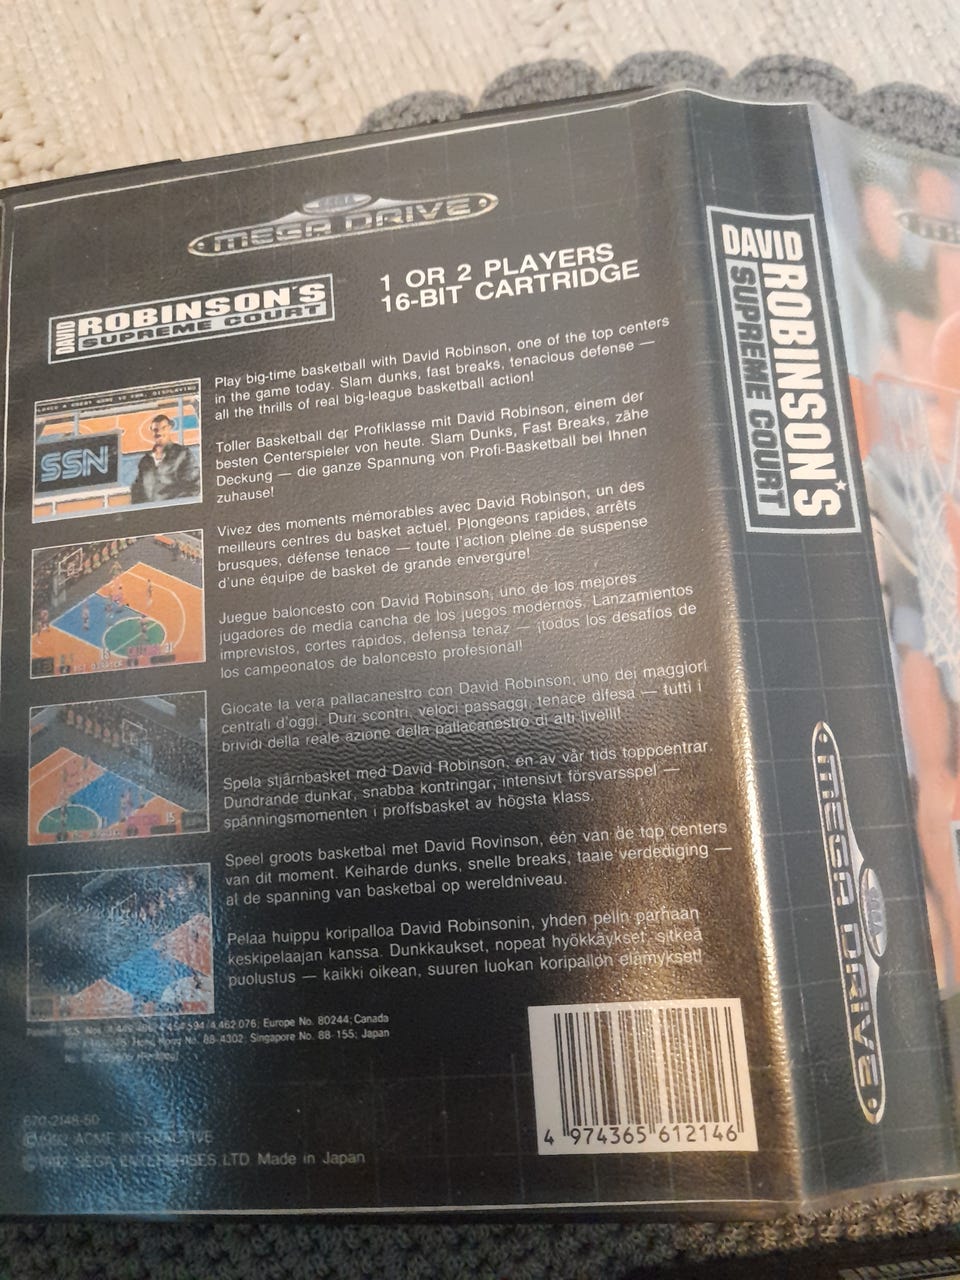 MEGA DRIVE
DAVID
ROBINSON'S
SUPREME COURT
1 OR 2 PLAYERS
16-BIT CARTRIDGE
SSN
Play big-time basketball with David Robinson, one of the top centers
in the game today. Slam dunks, fast breaks, tenacious defense —
all the thrills of real big-league basketball action!
Toller Basketball der Profiklasse mit David Robinson, einem der
besten Centerspieler von heute. Slam Dunks, Fast Breaks, zähe
Deckung — die ganze Spannung von Profi-Basketball bei Ihnen
zuhause!
Vivez des moments mémorables avec David Robinson, un des
meilleurs centres du basket actuel. Plongeons rapides, arrêts
brusques, défense tenace — toute l'action pleine de suspense
d'une équipe de basket de grande envergure!
Juegue baloncesto con David Robinson, uno de los mejores
jugadores de media cancha de los juegos modernos. Lanzamientos
imprevistos, cortes rápidos, defensa tenaz — ¡todos los desafíos de
los campeonatos de baloncesto profesional!
Giocate la vera pallacanestro con David Robinson, uno dei maggiori
centrali d'oggi. Duri scontri, veloci passaggi, tenace difesa — tutti i
brividi della reale azione della pallacanestro di alti livelli!
Spela stjärnbasket med David Robinson, en av vår tids toppcentrar.
Dundrande dunkar, snabba kontringar, intensivt försvarsspel —
spänningsmomenten i proffsbasket av högsta klass.
Speel groots basketbal met David Rovinson, één van de top centers
van dit moment. Keiharde dunks, snelle breaks, taaie verdediging —
al de spanning van basketbal op wereldniveau.
Pelaa huippu koripalloa David Robinsonin, yhden pelin parhaan
keskipelaajan kanssa. Dunkkaukset, nopeat hyökkäykset, sitkeä
puolustus — kaikki oikean, suuren luokan koripallon elämykset!
4,462,076; Europe No. 80244; Canada
Hong Kong No. 88-4302; Singapore No. 88-155; Japan
670-2148-50
ACME INTERACTIVE
SEGA ENTERPRISES LTD Made in Japan
4 974365 612146
DAVID
ROBINSON'S
SUPREME COURT
MEGA DRIVE
SEGA